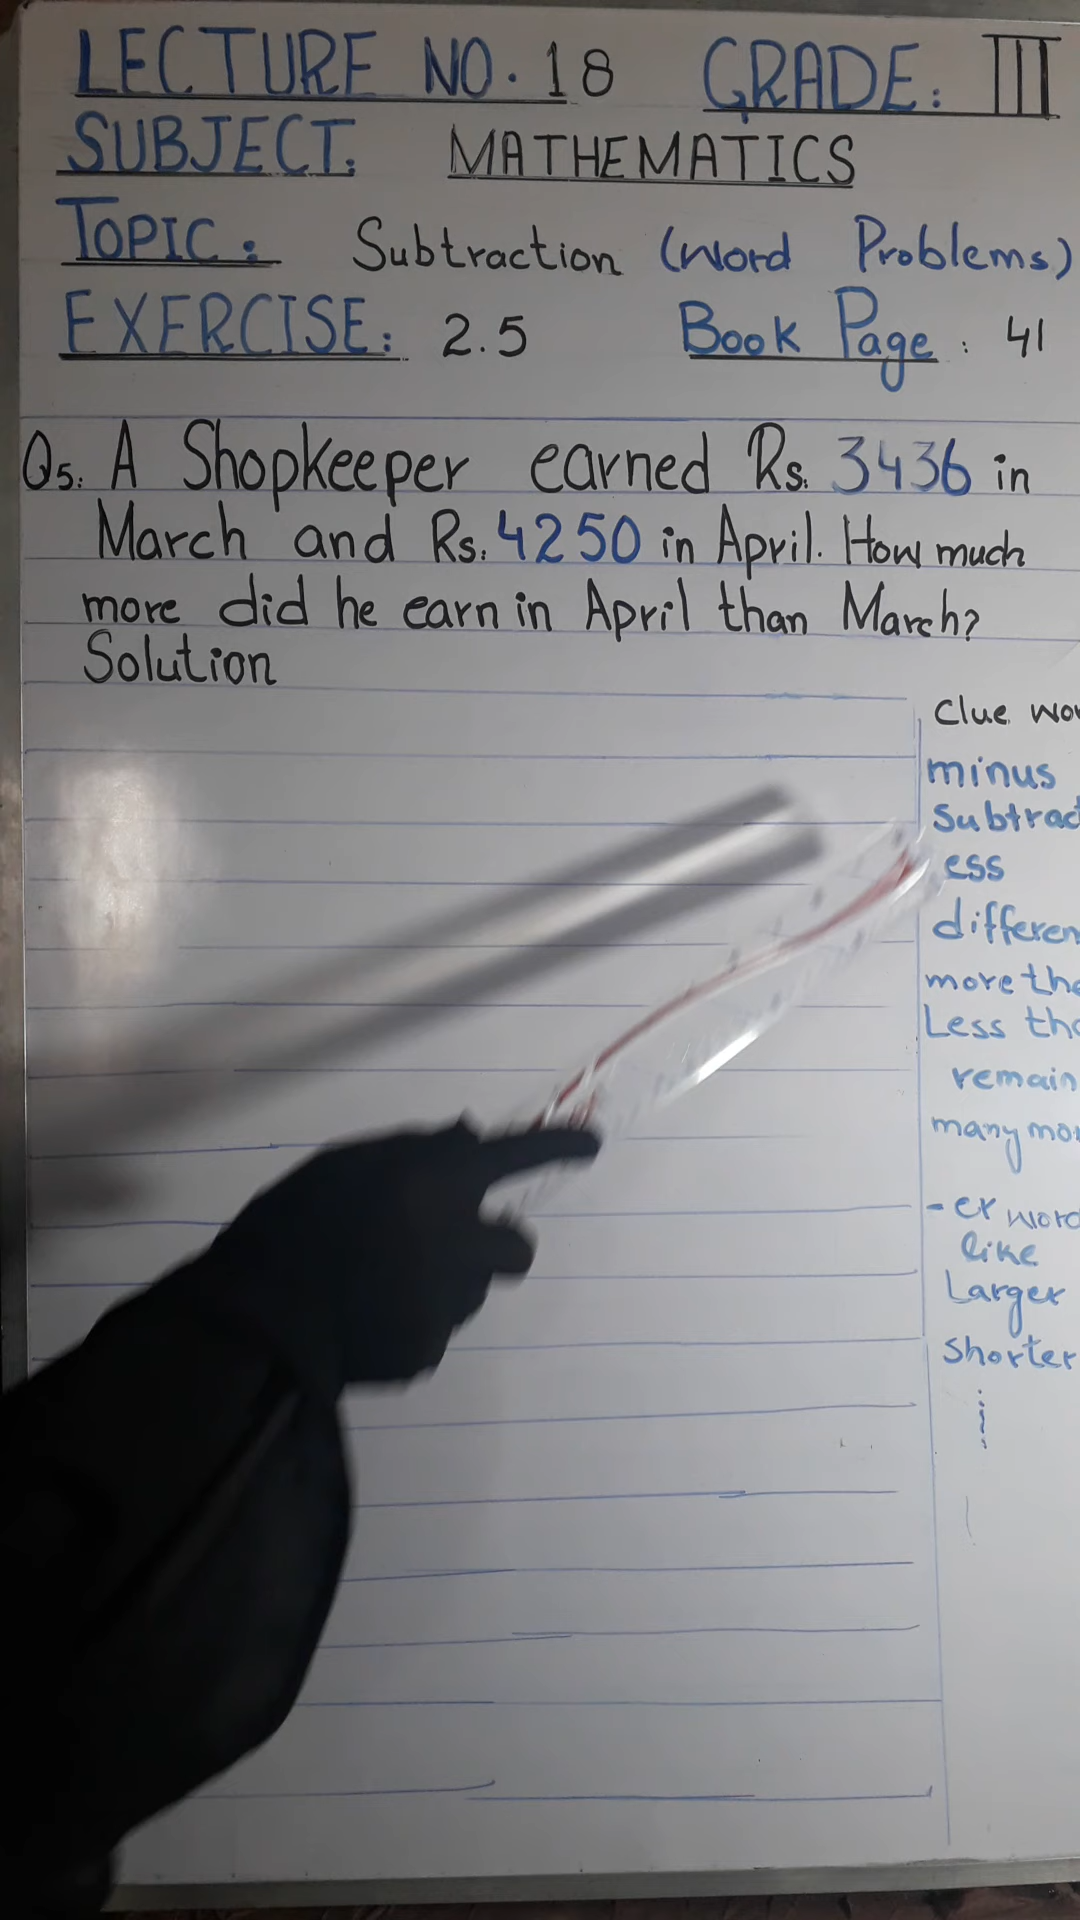 LECTURE NO. 18 GRADE: III
SUBJECT: MATHEMATICS
TOPIC: Subtraction (Word Problems)
EXERCISE: 2.5 Book Page: 41
Q5. A Shopkeeper earned Rs. 3436 in
March and Rs. 4250 in April. How much
more did he earn in April than March?
Solution
Clue
minus
ess
Less
remain
many
-er
like
Larger
shorter